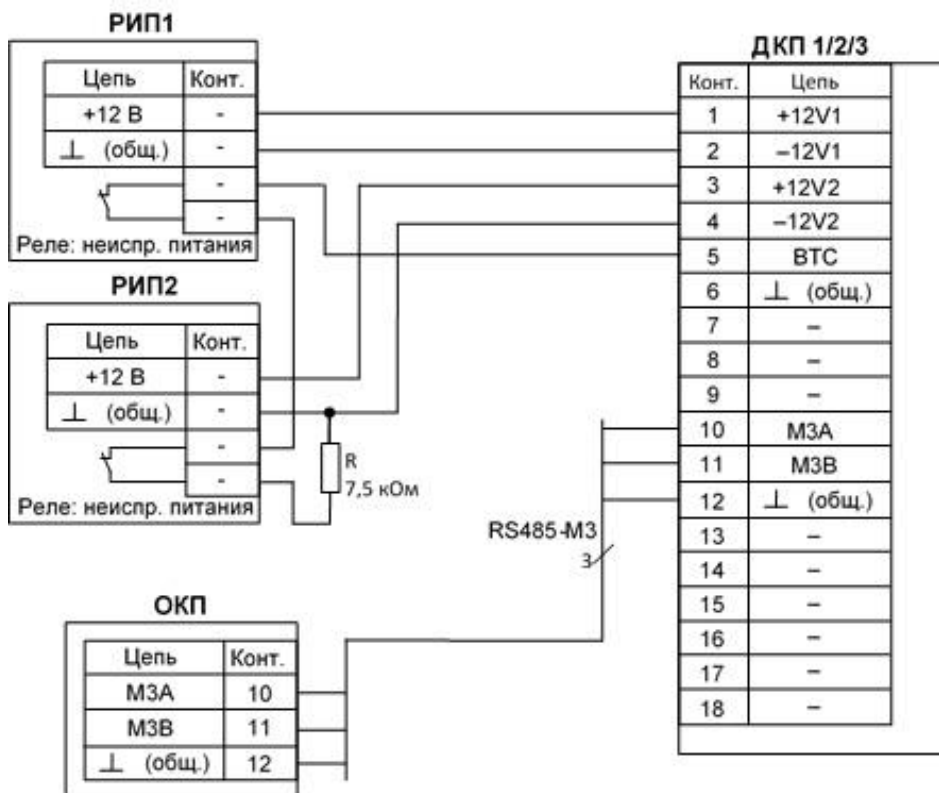 РИП1
Цепь Конт.
+12 В -
⊥ (общ.) -
-
-
Реле: неиспр. питания
РИП2
Цепь Конт.
+12 В -
⊥ (общ.) -
-
-
Реле: неиспр. питания
R
7,5 кОм
ОКП
Цепь Конт.
М3А 10
М3В 11
⊥ (общ.) 12
RS485-М3
3
ДКП 1/2/3
Конт. Цепь
1 +12V1
2 –12V1
3 +12V2
4 –12V2
5 ВТС
6 ⊥ (общ.)
7 –
8 –
9 –
10 М3А
11 М3В
12 ⊥ (общ.)
13 –
14 –
15 –
16 –
17 –
18 –